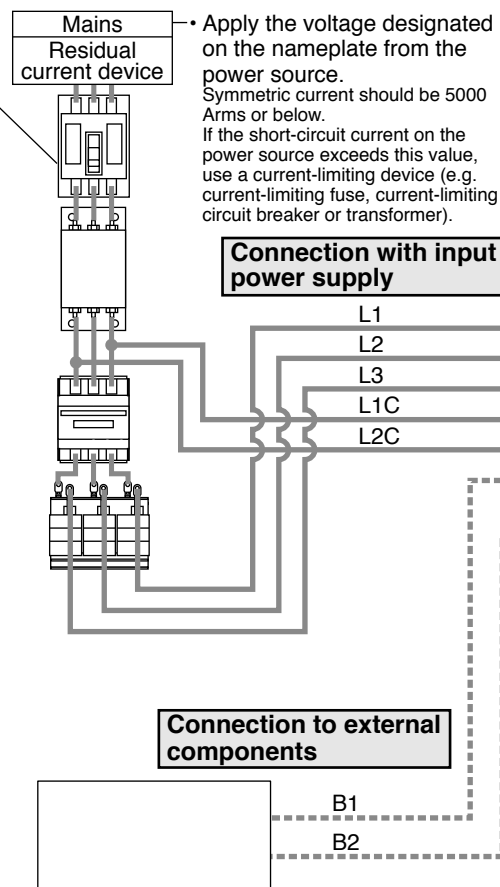 Mains
Residual
current device
• Apply the voltage designated
on the nameplate from the
power source.
Symmetric current should be 5000
Arms or below.
If the short-circuit current on the
power source exceeds this value,
use a current-limiting device (e.g.
current-limiting fuse, current-limiting
circuit breaker or transformer).
Connection with input
power supply
L1
L2
L3
L1C
L2C
Connection to external
components
B1
B2